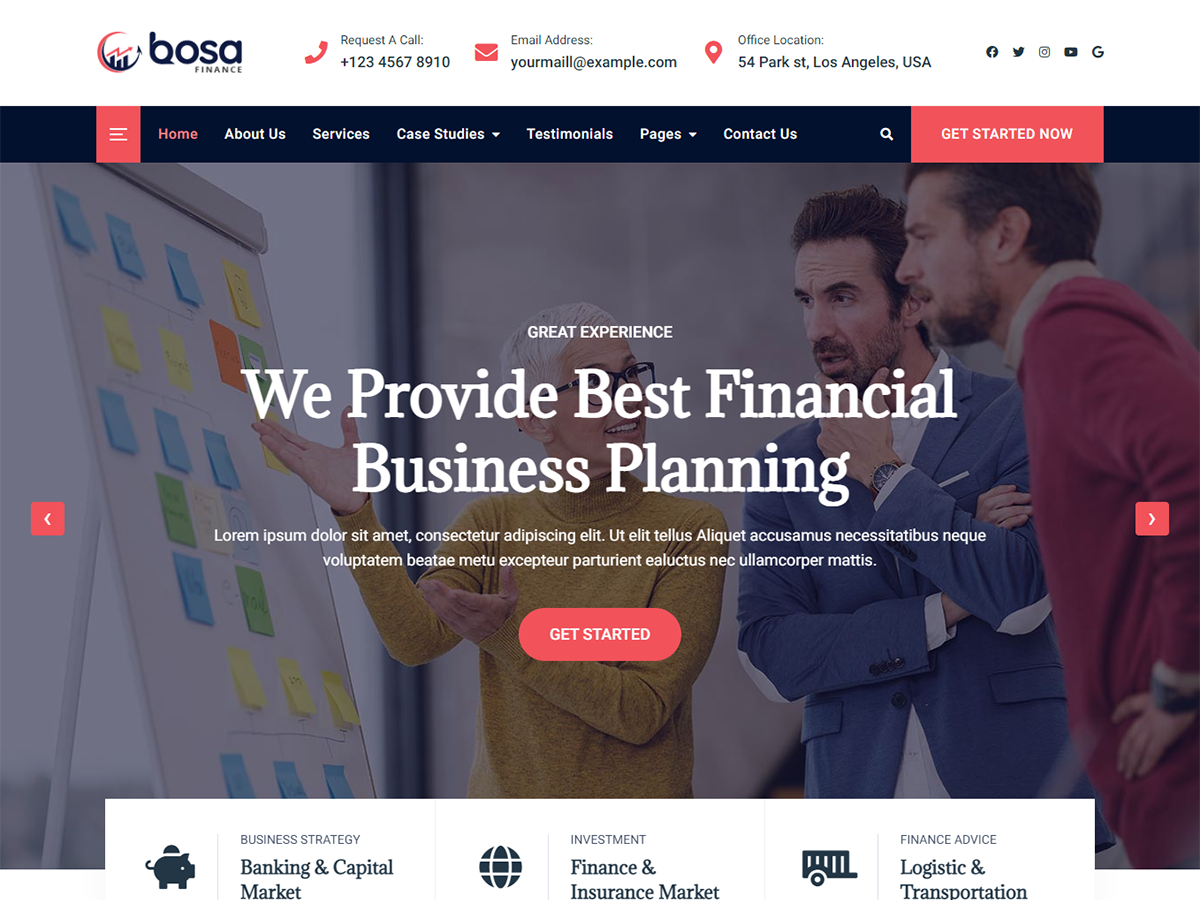 bosa
FINANCE
Request A Call:
+123 4567 8910
Email Address:
yourmaill@example.com
Office Location:
54 Park st, Los Angeles, USA
Home
About Us
Services
Case Studies
Testimonials
Pages
Contact Us
GET STARTED NOW
GREAT EXPERIENCE
We Provide Best Financial
Business Planning
Lorem ipsum dolor sit amet, consectetur adipiscing elit. Ut elit tellus Aliquet accusamus necessitatibus neque
voluptatem beatae metu excepteur parturient ealuctus nec ullamcorper mattis.
GET STARTED
BUSINESS STRATEGY
Banking & Capital
Market
INVESTMENT
Finance &
Insurance Market
FINANCE ADVICE
Logistic &
Transportation